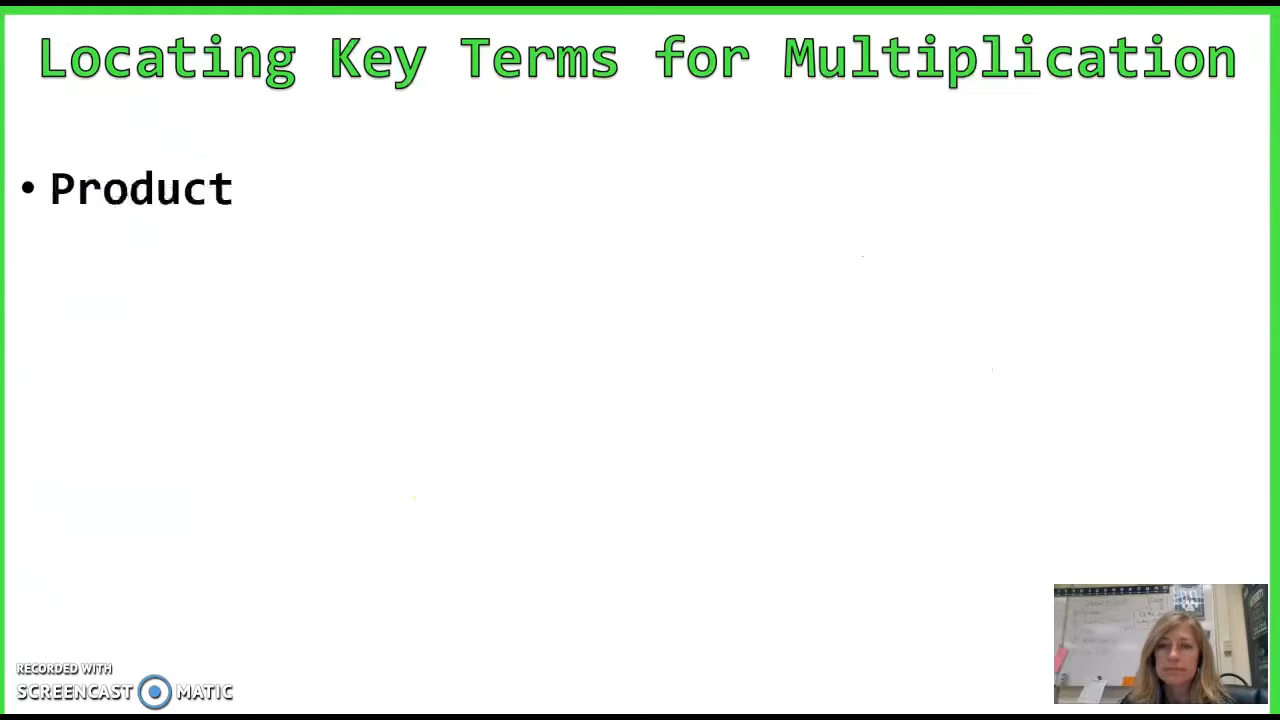 Locating Key Terms for Multiplication
• Product
RECORDED WITH
SCREENCAST MATIC